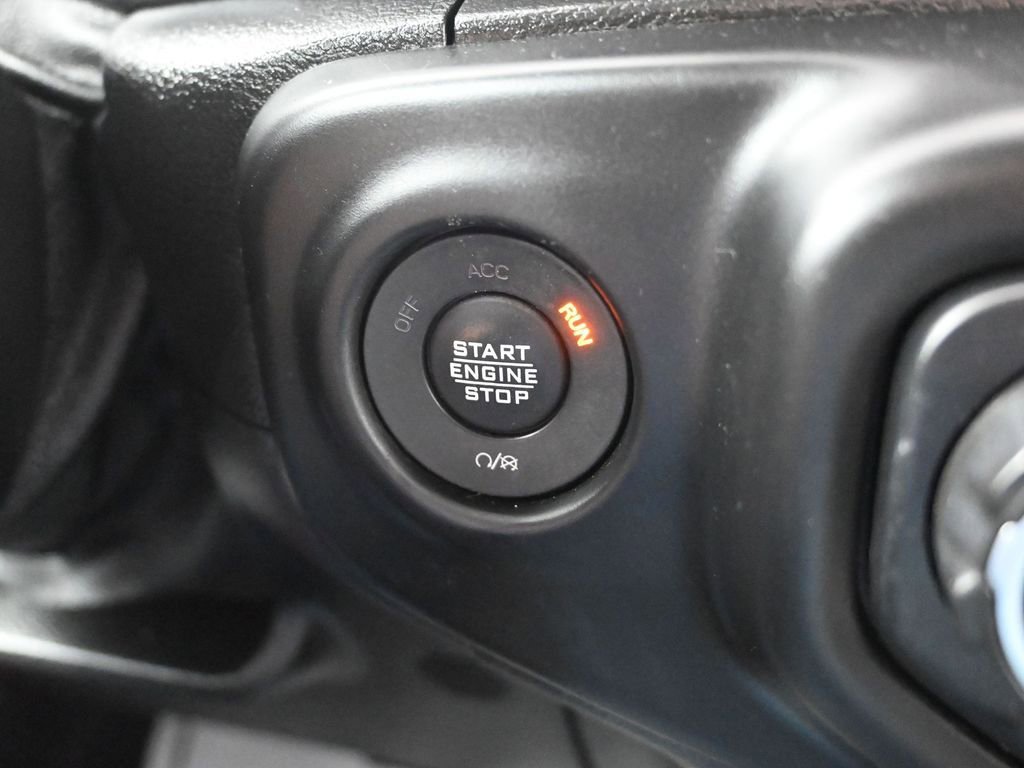 ACC
OFF
RUN
START
ENGINE
STOP